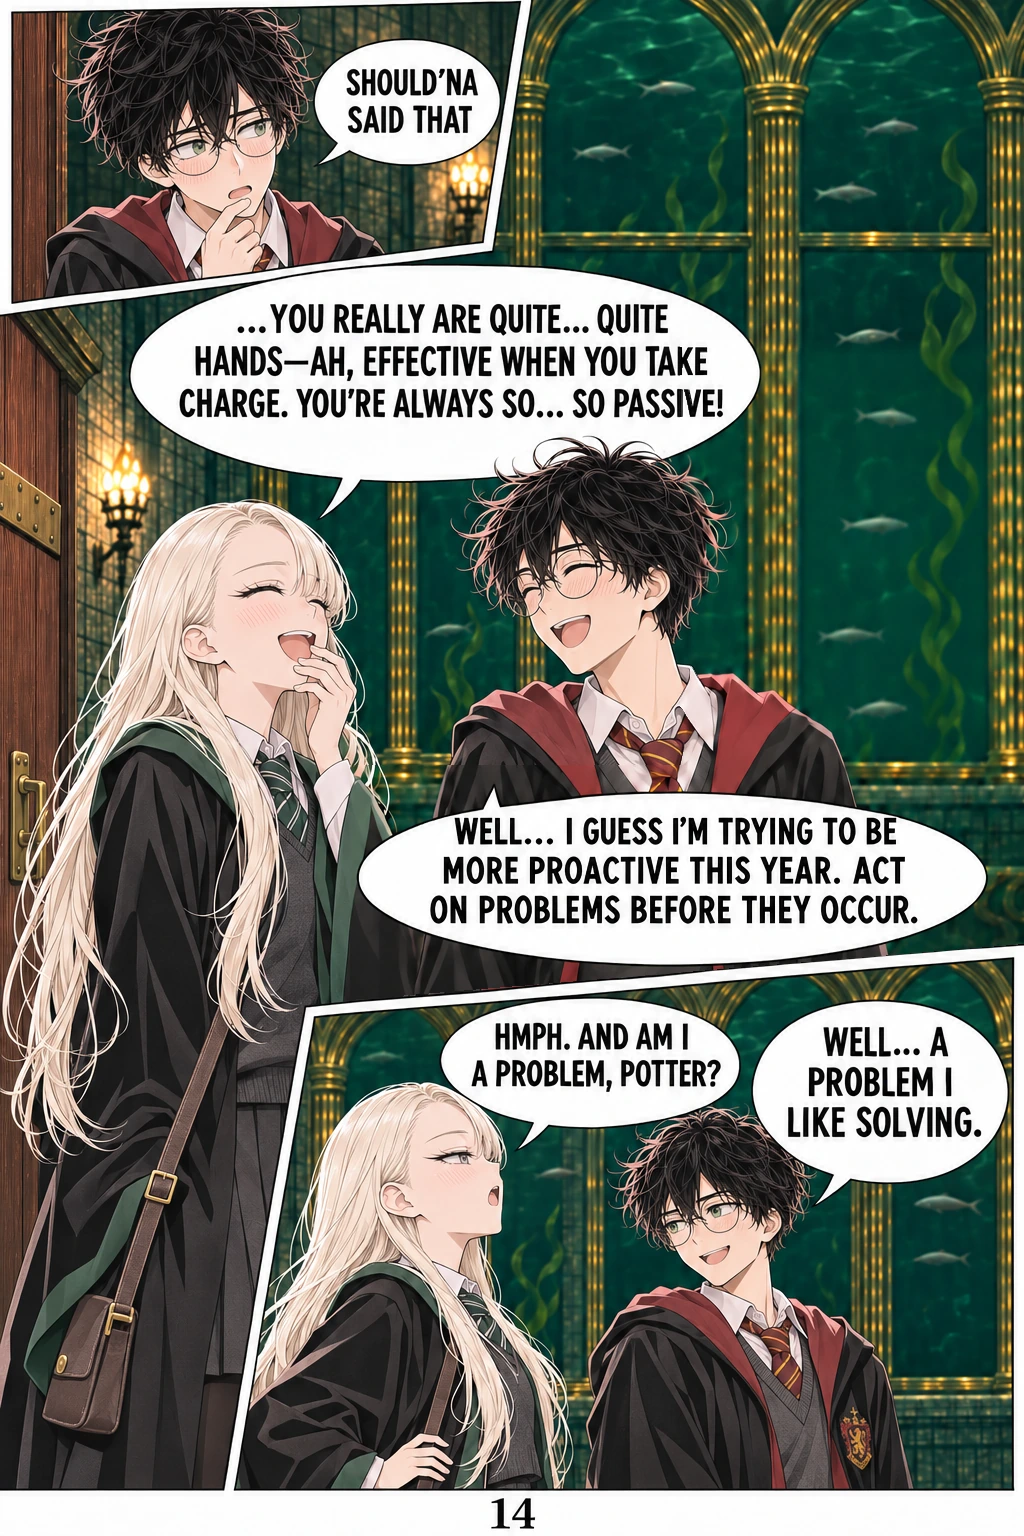 SHOULD'NA
SAID THAT
...YOU REALLY ARE QUITE... QUITE
HANDS—AH, EFFECTIVE WHEN YOU TAKE
CHARGE. YOU'RE ALWAYS SO... SO PASSIVE!
WELL... I GUESS I'M TRYING TO BE
MORE PROACTIVE THIS YEAR. ACT
ON PROBLEMS BEFORE THEY OCCUR.
HMPH. AND AM I
A PROBLEM, POTTER?
WELL... A
PROBLEM I
LIKE SOLVING.
14